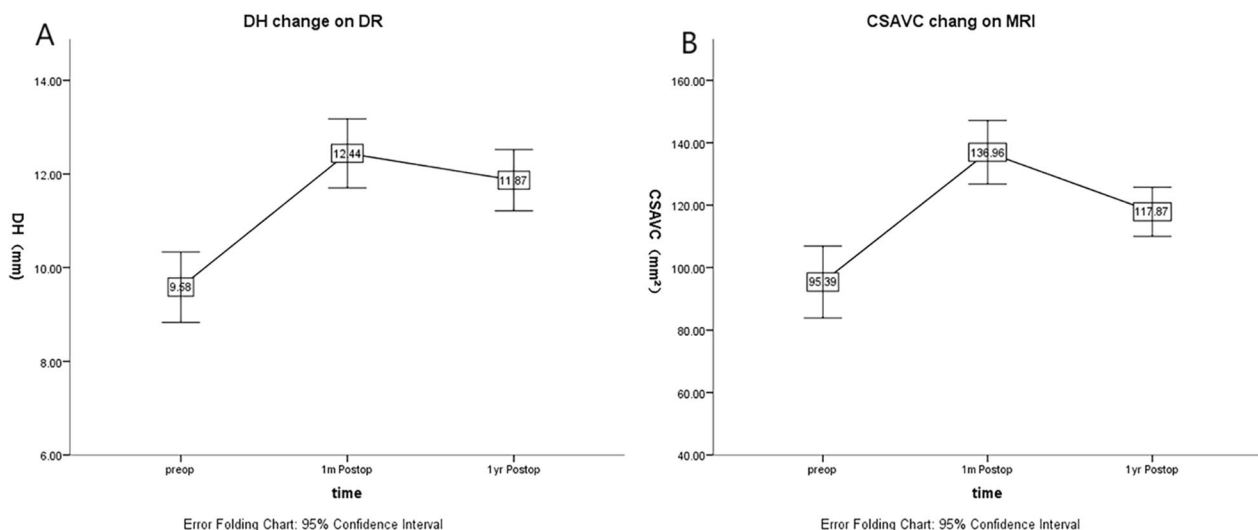 A
DH change on DR
14.00
12.00
10.00
8.00
6.00
DH (mm)
12.44
11.87
9.58
preop
1m Postop
1yr Postop
time
Error Folding Chart: 95% Confidence Interval
B
CSAVC chang on MRI
160.00
140.00
120.00
100.00
80.00
60.00
40.00
CSAVC (mm²)
136.96
117.87
95.39
preop
1m Postop
1yr Postop
time
Error Folding Chart: 95% Confidence Interval